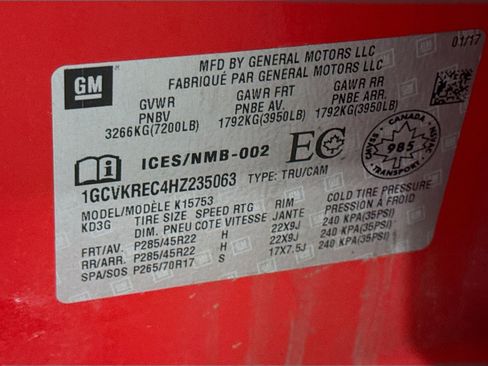 GM
MFD BY GENERAL MOTORS LLC
FABRIQUÉ PAR GENERAL MOTORS LLC
01/17
GVWR GAWR FRT GAWR RR
PNBV PNBE AV. PNBE ARR.
3266KG(7200LB) 1792KG(3950LB) 1792KG(3950LB)
ICES/NMB-002 EC
CANADA
985
TRANSPORT
1GCVKREC4HZ235063 TYPE: TRU/CAM
MODEL/MODÈLE K15753
KD3G TIRE SIZE SPEED RTG RIM COLD TIRE PRESSURE
DIM. PNEU COTE VITESSE JANTE PRESSION À FROID
FRT/AV. P285/45R22 H 22X9J 240 KPA(35PSI)
RR/ARR. P285/45R22 H 22X9J 240 KPA(35PSI)
SPA/SOS P265/70R17 S 17X7.5J 240 KPA(35PSI)